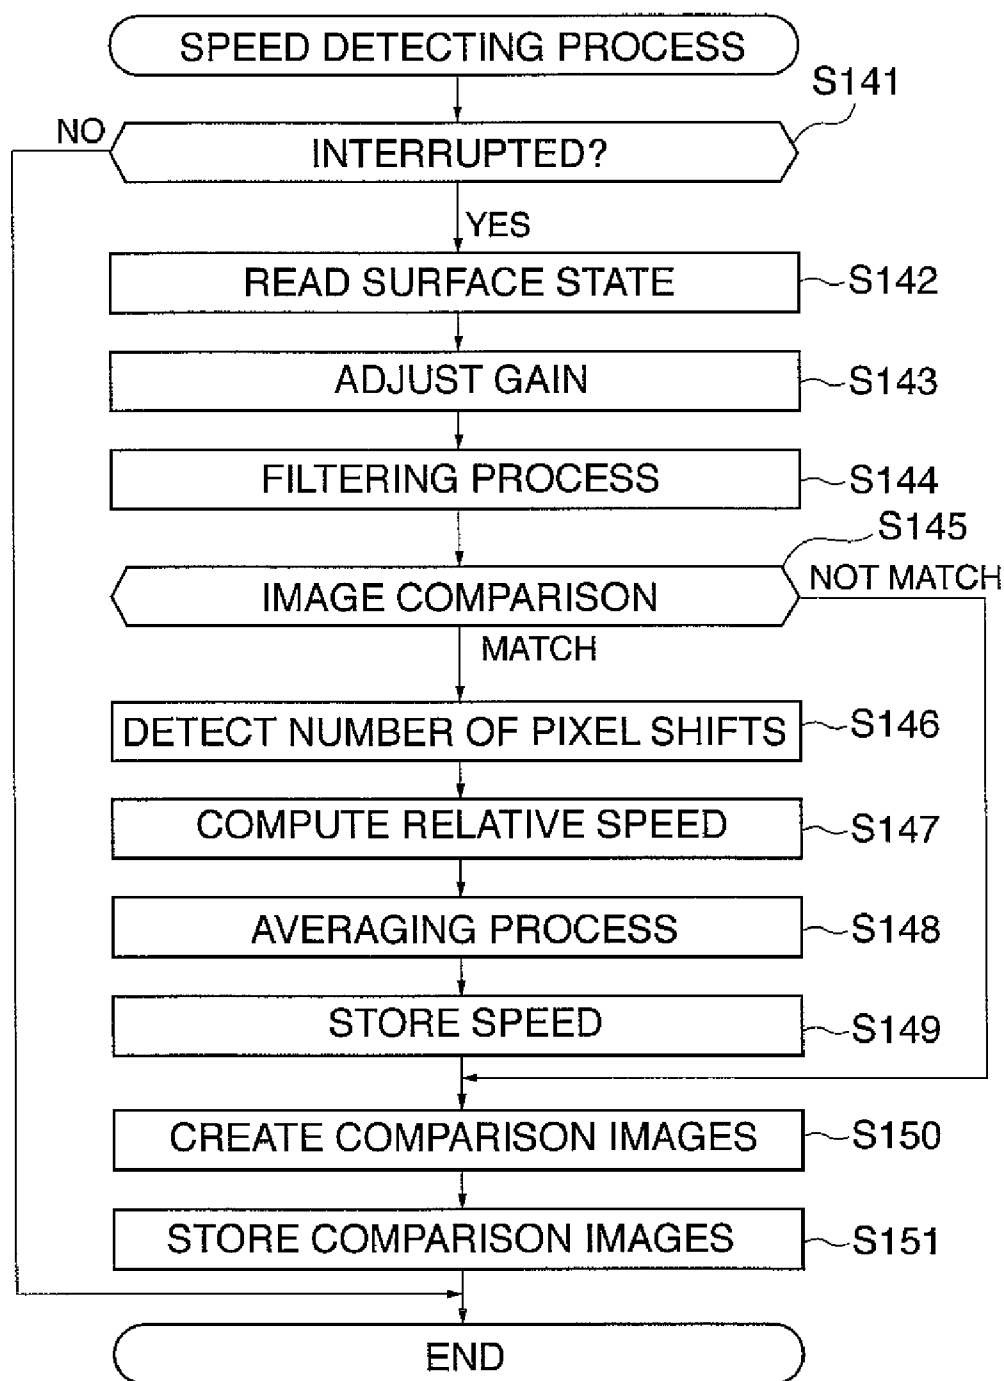 SPEED DETECTING PROCESS
S141
NO
INTERRUPTED?
YES
READ SURFACE STATE
S142
ADJUST GAIN
S143
FILTERING PROCESS
S144
S145
IMAGE COMPARISON
NOT MATCH
MATCH
DETECT NUMBER OF PIXEL SHIFTS
S146
COMPUTE RELATIVE SPEED
S147
AVERAGING PROCESS
S148
STORE SPEED
S149
CREATE COMPARISON IMAGES
S150
STORE COMPARISON IMAGES
S151
END